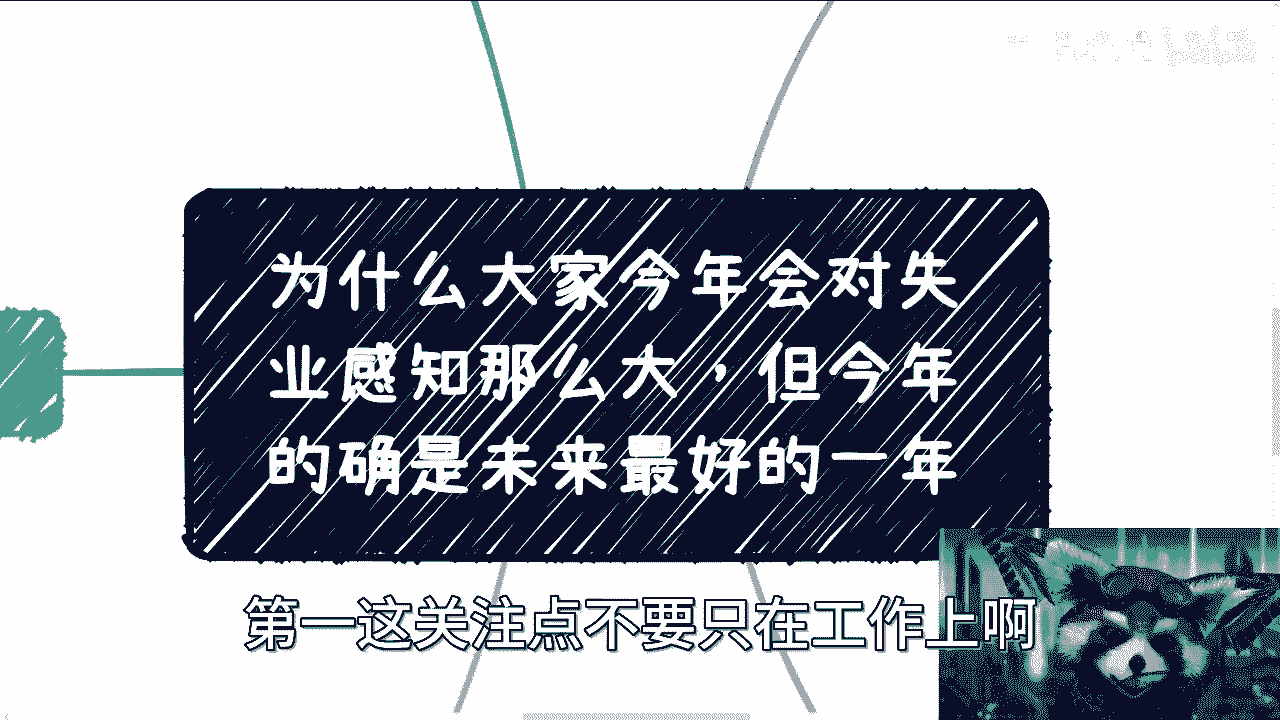 为什么大家今年会对失
业感知那么大，但今年
的确是未来最好的一年
第一这关注点不要只在工作上啊